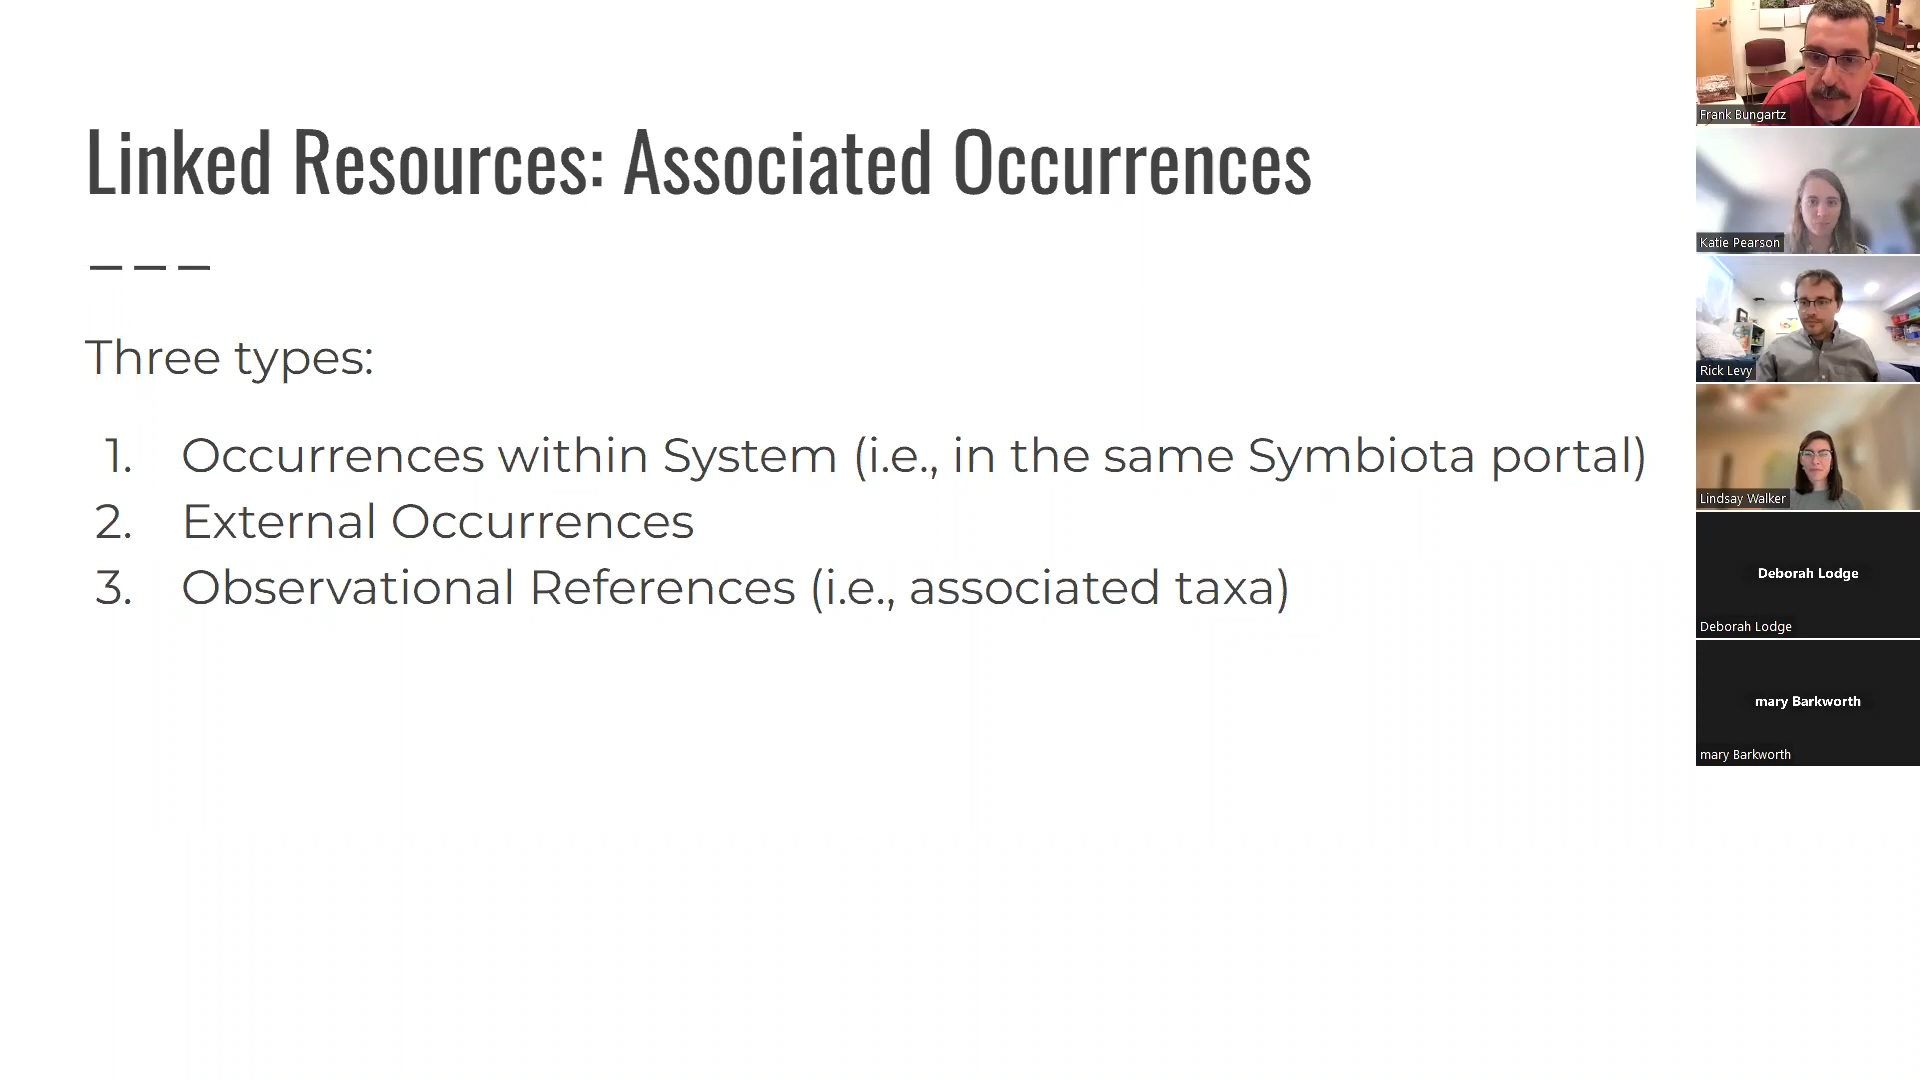 Linked Resources: Associated Occurrences
Three types:
1. Occurrences within System (i.e., in the same Symbiota portal)
2. External Occurrences
3. Observational References (i.e., associated taxa)
Frank Bungartz
Katie Pearson
Rick Levy
Lindsay Walker
Deborah Lodge
Deborah Lodge
mary Barkworth
mary Barkworth